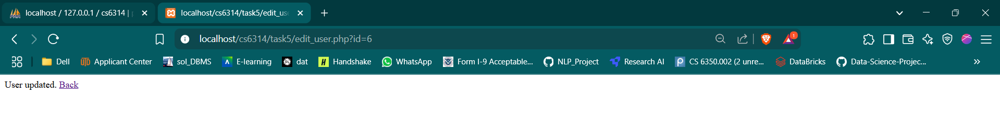 localhost / 127.0.0.1 / cs6314 |
localhost/cs6314/task5/edit_us
localhost/cs6314/task5/edit_user.php?id=6
1
Dell UTD Applicant Center sol_DBMS E-learning dat H Handshake WhatsApp Form I-9 Acceptable... NLP_Project Research AI p CS 6350.002 (2 unre... DataBricks Data-Science-Projec... »
User updated. Back